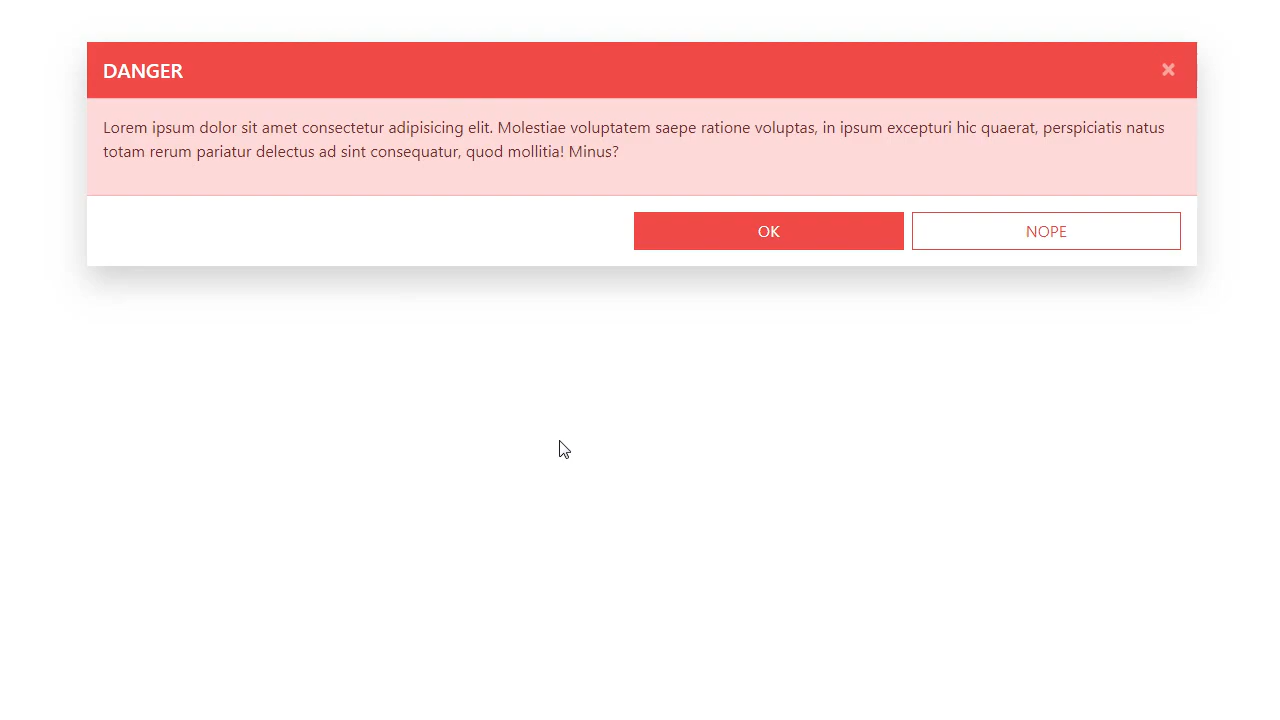 DANGER
Lorem ipsum dolor sit amet consectetur adipisicing elit. Molestiae voluptatem saepe ratione voluptas, in ipsum excepturi hic quaerat, perspiciatis natus
totam rerum pariatur delectus ad sint consequatur, quod mollitia! Minus?
OK
NOPE